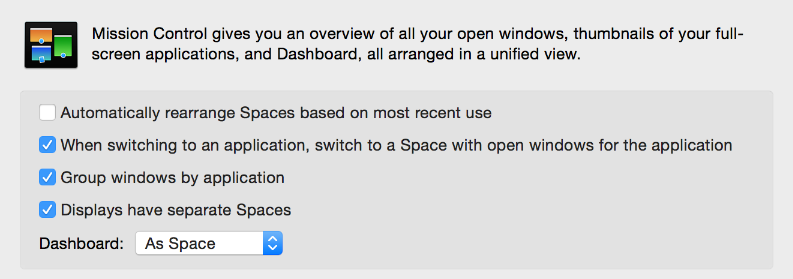 Mission Control gives you an overview of all your open windows, thumbnails of your full-
screen applications, and Dashboard, all arranged in a unified view.
Automatically rearrange Spaces based on most recent use
When switching to an application, switch to a Space with open windows for the application
Group windows by application
Displays have separate Spaces
Dashboard: As Space